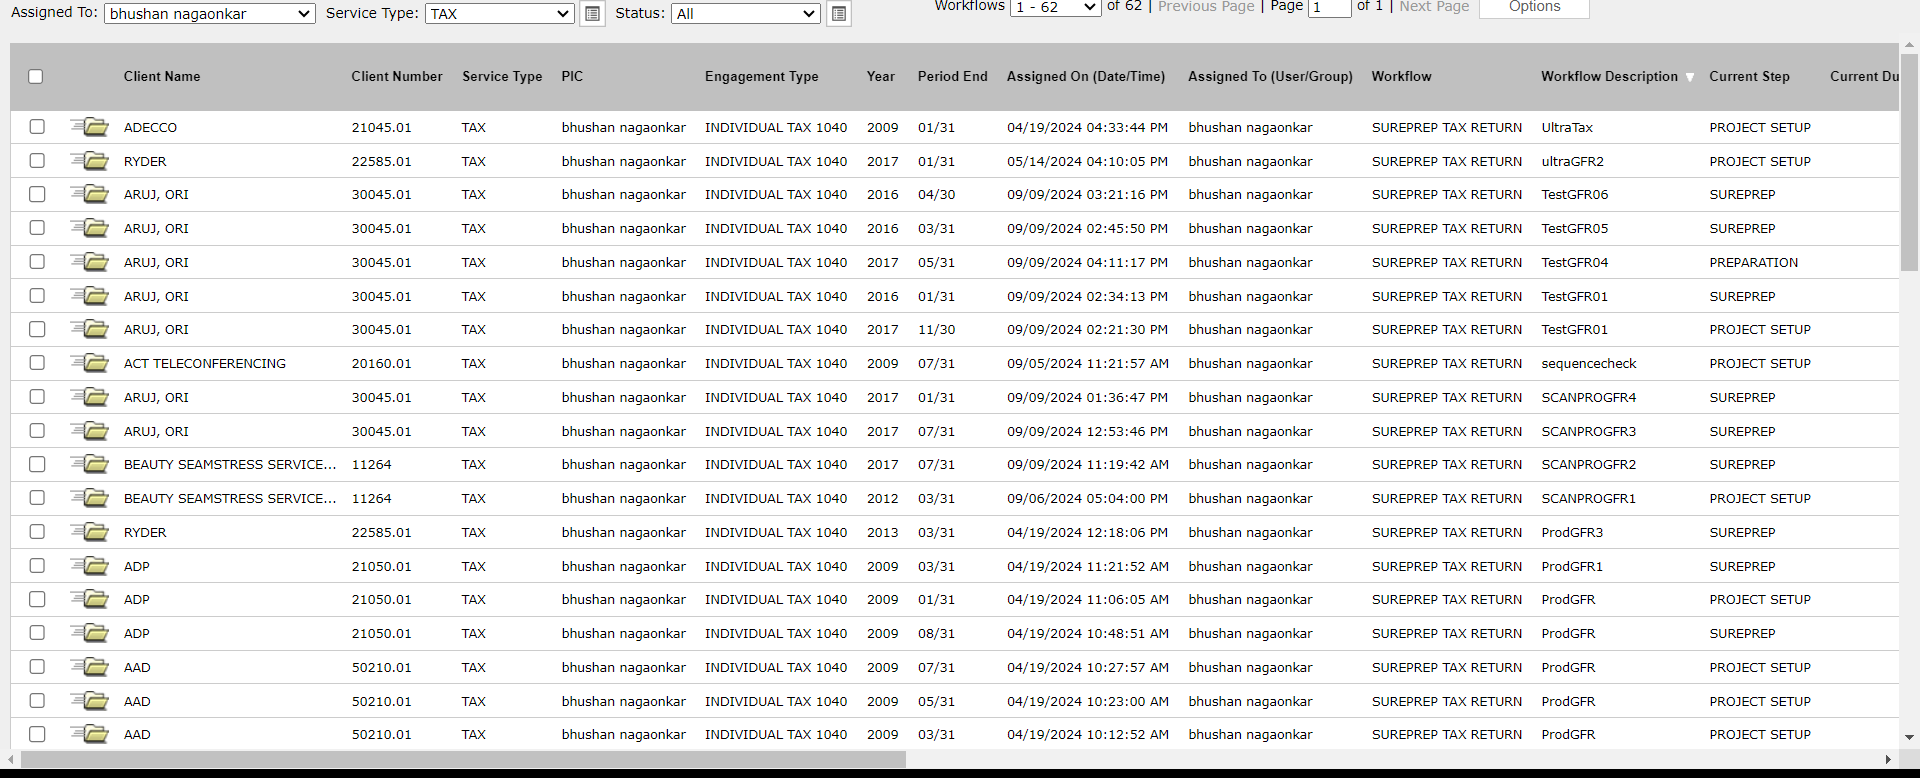 Assigned To: bhushan nagaonkar Service Type: TAX Status: All Workflows 1 - 62 of 62 | Previous Page | Page 1 of 1 | Next Page Options
Client Name Client Number Service Type PIC Engagement Type Year Period End Assigned On (Date/Time) Assigned To (User/Group) Workflow Workflow Description Current Step Current Du
ADECCO 21045.01 TAX bhushan nagaonkar INDIVIDUAL TAX 1040 2009 01/31 04/19/2024 04:33:44 PM bhushan nagaonkar SUREPREP TAX RETURN UltraTax PROJECT SETUP
RYDER 22585.01 TAX bhushan nagaonkar INDIVIDUAL TAX 1040 2017 01/31 05/14/2024 04:10:05 PM bhushan nagaonkar SUREPREP TAX RETURN ultraGFR2 PROJECT SETUP
ARUJ, ORI 30045.01 TAX bhushan nagaonkar INDIVIDUAL TAX 1040 2016 04/30 09/09/2024 03:21:16 PM bhushan nagaonkar SUREPREP TAX RETURN TestGFR06 SUREPREP
ARUJ, ORI 30045.01 TAX bhushan nagaonkar INDIVIDUAL TAX 1040 2016 03/31 09/09/2024 02:45:50 PM bhushan nagaonkar SUREPREP TAX RETURN TestGFR05 SUREPREP
ARUJ, ORI 30045.01 TAX bhushan nagaonkar INDIVIDUAL TAX 1040 2017 05/31 09/09/2024 04:11:17 PM bhushan nagaonkar SUREPREP TAX RETURN TestGFR04 PREPARATION
ARUJ, ORI 30045.01 TAX bhushan nagaonkar INDIVIDUAL TAX 1040 2016 01/31 09/09/2024 02:34:13 PM bhushan nagaonkar SUREPREP TAX RETURN TestGFR01 SUREPREP
ARUJ, ORI 30045.01 TAX bhushan nagaonkar INDIVIDUAL TAX 1040 2017 11/30 09/09/2024 02:21:30 PM bhushan nagaonkar SUREPREP TAX RETURN TestGFR01 PROJECT SETUP
ACT TELECONFERENCING 20160.01 TAX bhushan nagaonkar INDIVIDUAL TAX 1040 2009 07/31 09/05/2024 11:21:57 AM bhushan nagaonkar SUREPREP TAX RETURN sequencecheck PROJECT SETUP
ARUJ, ORI 30045.01 TAX bhushan nagaonkar INDIVIDUAL TAX 1040 2017 01/31 09/09/2024 01:36:47 PM bhushan nagaonkar SUREPREP TAX RETURN SCANPROGFR4 SUREPREP
ARUJ, ORI 30045.01 TAX bhushan nagaonkar INDIVIDUAL TAX 1040 2017 07/31 09/09/2024 12:53:46 PM bhushan nagaonkar SUREPREP TAX RETURN SCANPROGFR3 SUREPREP
BEAUTY SEAMSTRESS SERVICE... 11264 TAX bhushan nagaonkar INDIVIDUAL TAX 1040 2017 07/31 09/09/2024 11:19:42 AM bhushan nagaonkar SUREPREP TAX RETURN SCANPROGFR2 SUREPREP
BEAUTY SEAMSTRESS SERVICE... 11264 TAX bhushan nagaonkar INDIVIDUAL TAX 1040 2012 03/31 09/06/2024 05:04:00 PM bhushan nagaonkar SUREPREP TAX RETURN SCANPROGFR1 PROJECT SETUP
RYDER 22585.01 TAX bhushan nagaonkar INDIVIDUAL TAX 1040 2013 03/31 04/19/2024 12:18:06 PM bhushan nagaonkar SUREPREP TAX RETURN ProdGFR3 SUREPREP
ADP 21050.01 TAX bhushan nagaonkar INDIVIDUAL TAX 1040 2009 03/31 04/19/2024 11:21:52 AM bhushan nagaonkar SUREPREP TAX RETURN ProdGFR1 SUREPREP
ADP 21050.01 TAX bhushan nagaonkar INDIVIDUAL TAX 1040 2009 01/31 04/19/2024 11:06:05 AM bhushan nagaonkar SUREPREP TAX RETURN ProdGFR PROJECT SETUP
ADP 21050.01 TAX bhushan nagaonkar INDIVIDUAL TAX 1040 2009 08/31 04/19/2024 10:48:51 AM bhushan nagaonkar SUREPREP TAX RETURN ProdGFR SUREPREP
AAD 50210.01 TAX bhushan nagaonkar INDIVIDUAL TAX 1040 2009 07/31 04/19/2024 10:27:57 AM bhushan nagaonkar SUREPREP TAX RETURN ProdGFR PROJECT SETUP
AAD 50210.01 TAX bhushan nagaonkar INDIVIDUAL TAX 1040 2009 05/31 04/19/2024 10:23:00 AM bhushan nagaonkar SUREPREP TAX RETURN ProdGFR PROJECT SETUP
AAD 50210.01 TAX bhushan nagaonkar INDIVIDUAL TAX 1040 2009 03/31 04/19/2024 10:12:52 AM bhushan nagaonkar SUREPREP TAX RETURN ProdGFR PROJECT SETUP